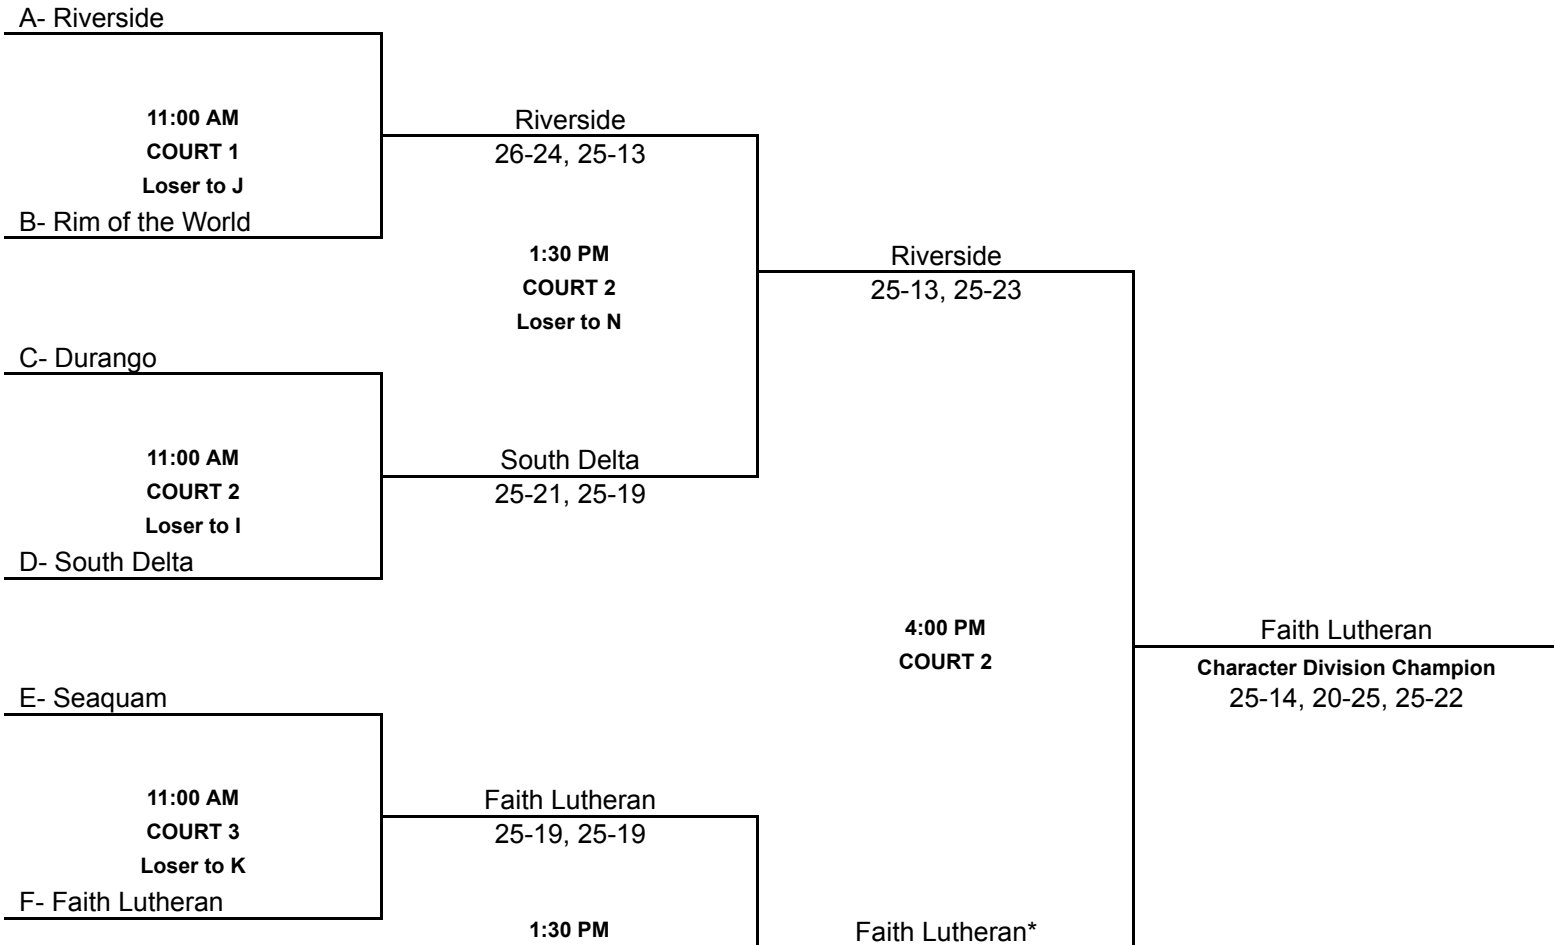 A- Riverside
11:00 AM
COURT 1
Loser to J
B- Rim of the World
Riverside
26-24, 25-13
1:30 PM
COURT 2
Loser to N
Riverside
25-13, 25-23
C- Durango
11:00 AM
COURT 2
Loser to I
D- South Delta
South Delta
25-21, 25-19
4:00 PM
COURT 2
Faith Lutheran
Character Division Champion
25-14, 20-25, 25-22
E- Seaquam
11:00 AM
COURT 3
Loser to K
F- Faith Lutheran
Faith Lutheran
25-19, 25-19
1:30 PM
Faith Lutheran*